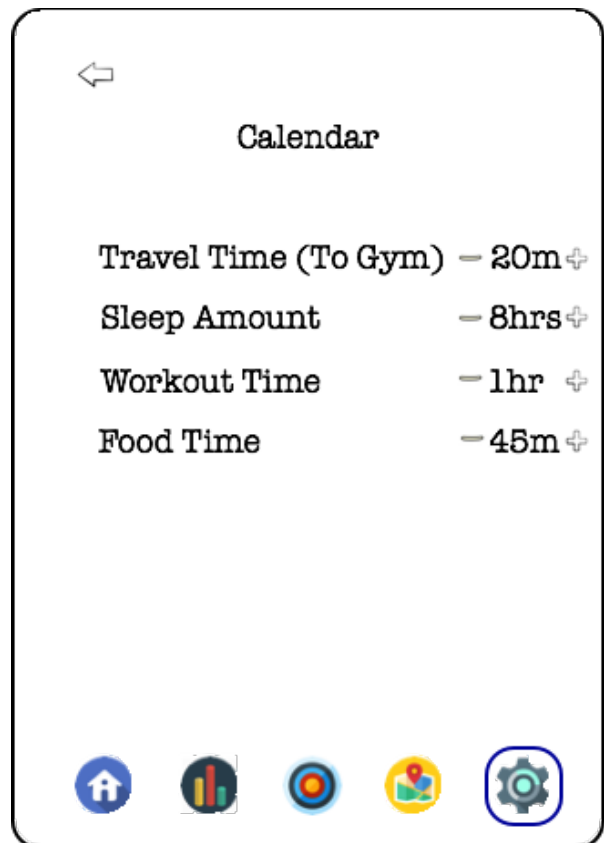 Calendar
Travel Time (To Gym) - 20m +
Sleep Amount - 8hrs +
Workout Time - 1hr +
Food Time - 45m +